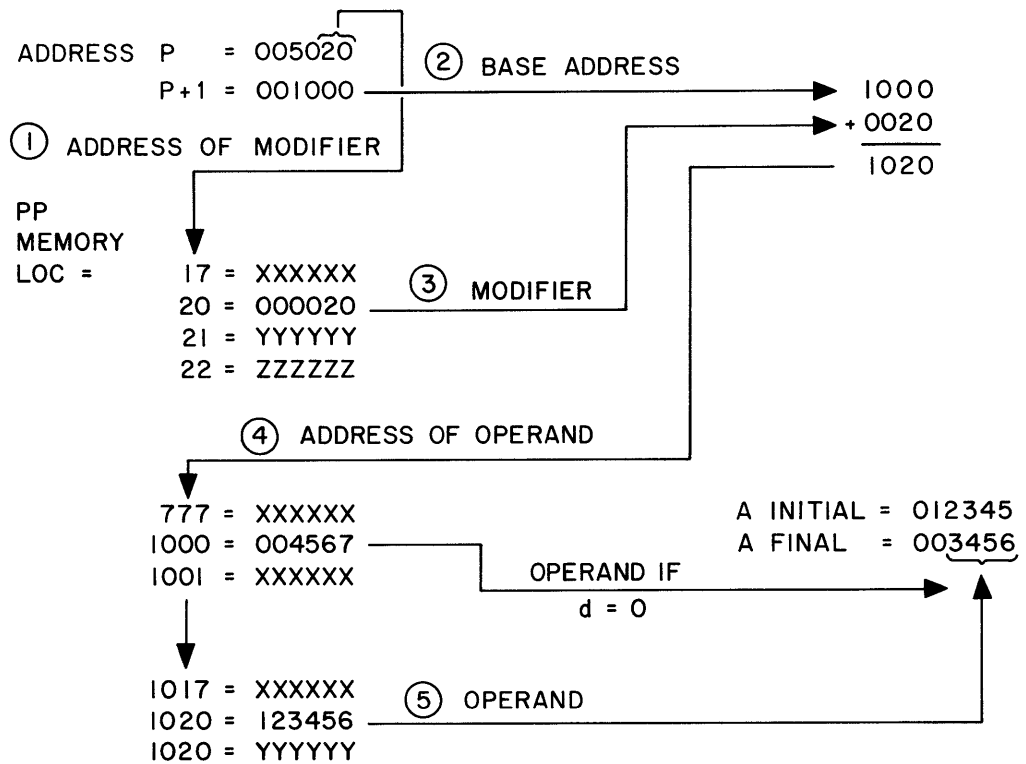 ADDRESS P = 005020
② BASE ADDRESS
P+1 = 001000
1000
+0020
1020
① ADDRESS OF MODIFIER
PP
MEMORY
LOC =
17 = XXXXXX
20 = 000020
21 = YYYYYY
22 = ZZZZZZ
③ MODIFIER
④ ADDRESS OF OPERAND
777 = XXXXXX
1000 = 004567
1001 = XXXXXX
A INITIAL = 012345
A FINAL = 003456
OPERAND IF
d = 0
1017 = XXXXXX
1020 = 123456
1020 = YYYYYY
⑤ OPERAND